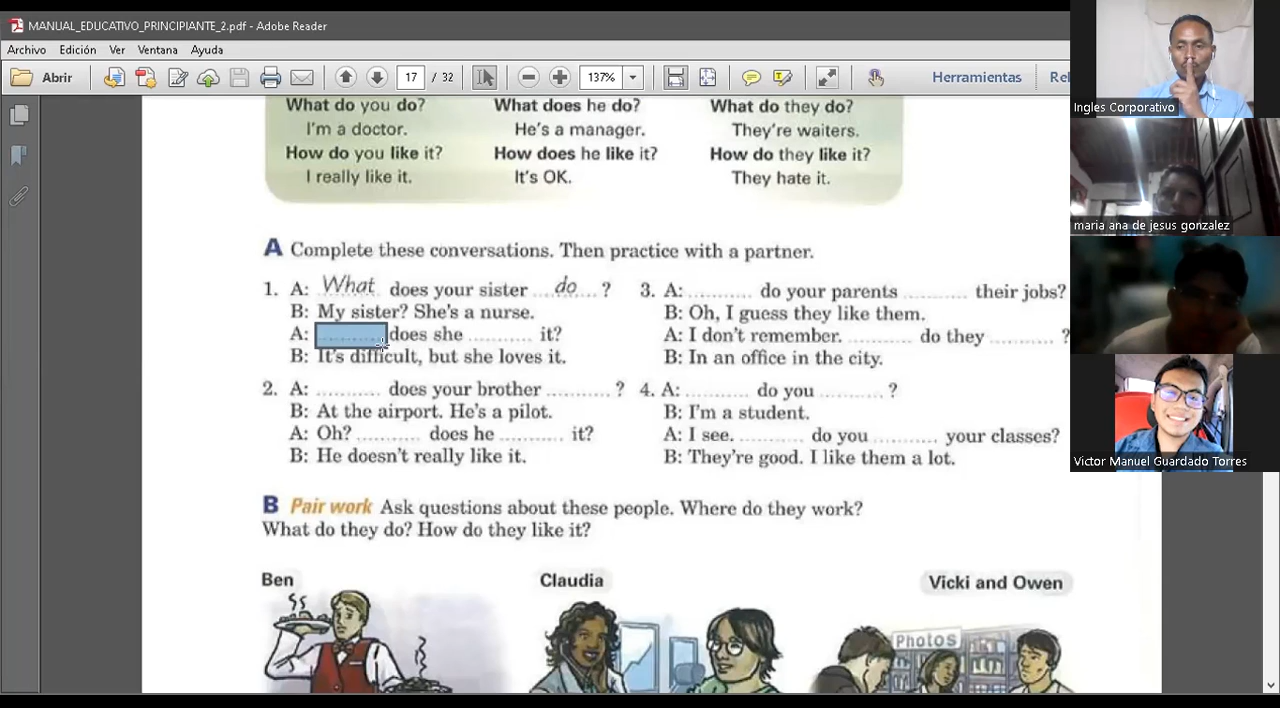 MANUAL_EDUCATIVO_PRINCIPIANTE_2.pdf - Adobe Reader
Archivo Edición Ver Ventana Ayuda
Abrir 17 / 32 137% Herramientas
What do you do? What does he do? What do they do?
I'm a doctor. He's a manager. They're waiters.
How do you like it? How does he like it? How do they like it?
I really like it. It's OK. They hate it.
A Complete these conversations. Then practice with a partner.
1. A: What does your sister do ?
B: My sister? She's a nurse.
A: .......... does she .......... it?
B: It's difficult, but she loves it.
2. A: .......... does your brother .......... ?
B: At the airport. He's a pilot.
A: Oh? .......... does he .......... it?
B: He doesn't really like it.
3. A: .......... do your parents .......... their jobs?
B: Oh, I guess they like them.
A: I don't remember. .......... do they .......... ?
B: In an office in the city.
4. A: .......... do you .......... ?
B: I'm a student.
A: I see. .......... do you .......... your classes?
B: They're good. I like them a lot.
B Pair work Ask questions about these people. Where do they work?
What do they do? How do they like it?
Ben Claudia Vicki and Owen
Photos
Ingles Corporativo
maria ana de jesus gonzalez
Victor Manuel Guardado Torres